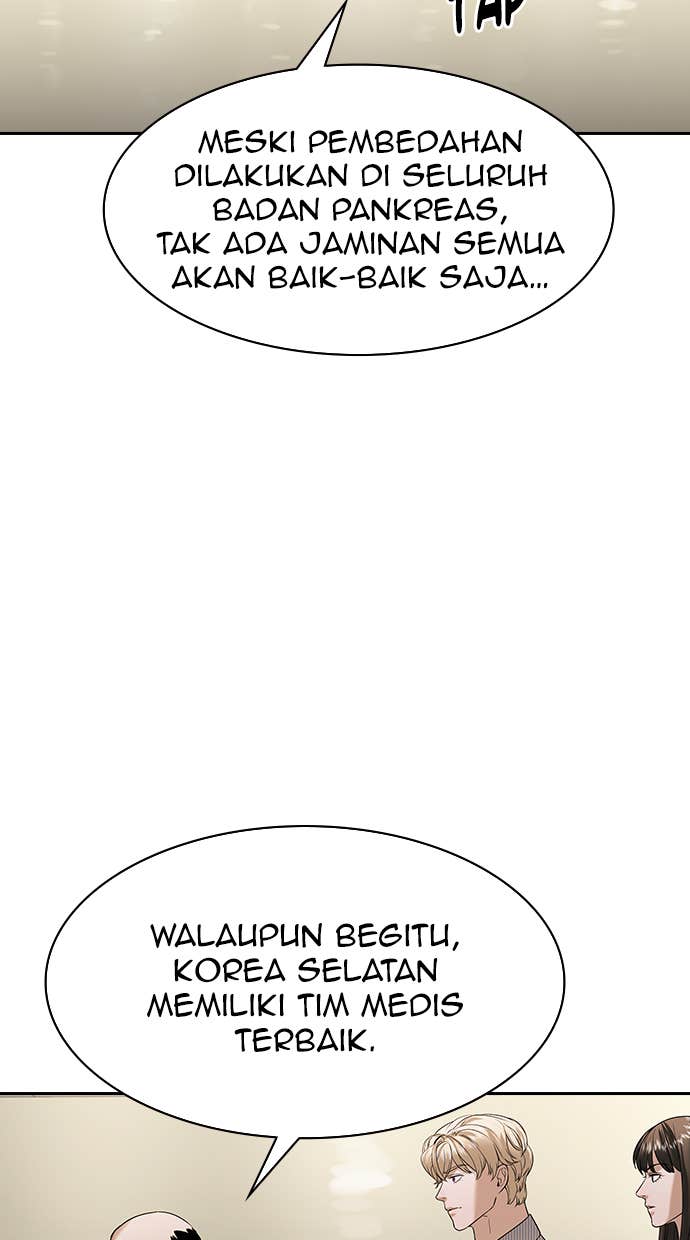 TAP
MESKI PEMBEDAHAN
DILAKUKAN DI SELURUH
BADAN PANKREAS,
TAK ADA JAMINAN SEMUA
AKAN BAIK-BAIK SAJA...
WALAUPUN BEGITU,
KOREA SELATAN
MEMILIKI TIM MEDIS
TERBAIK.